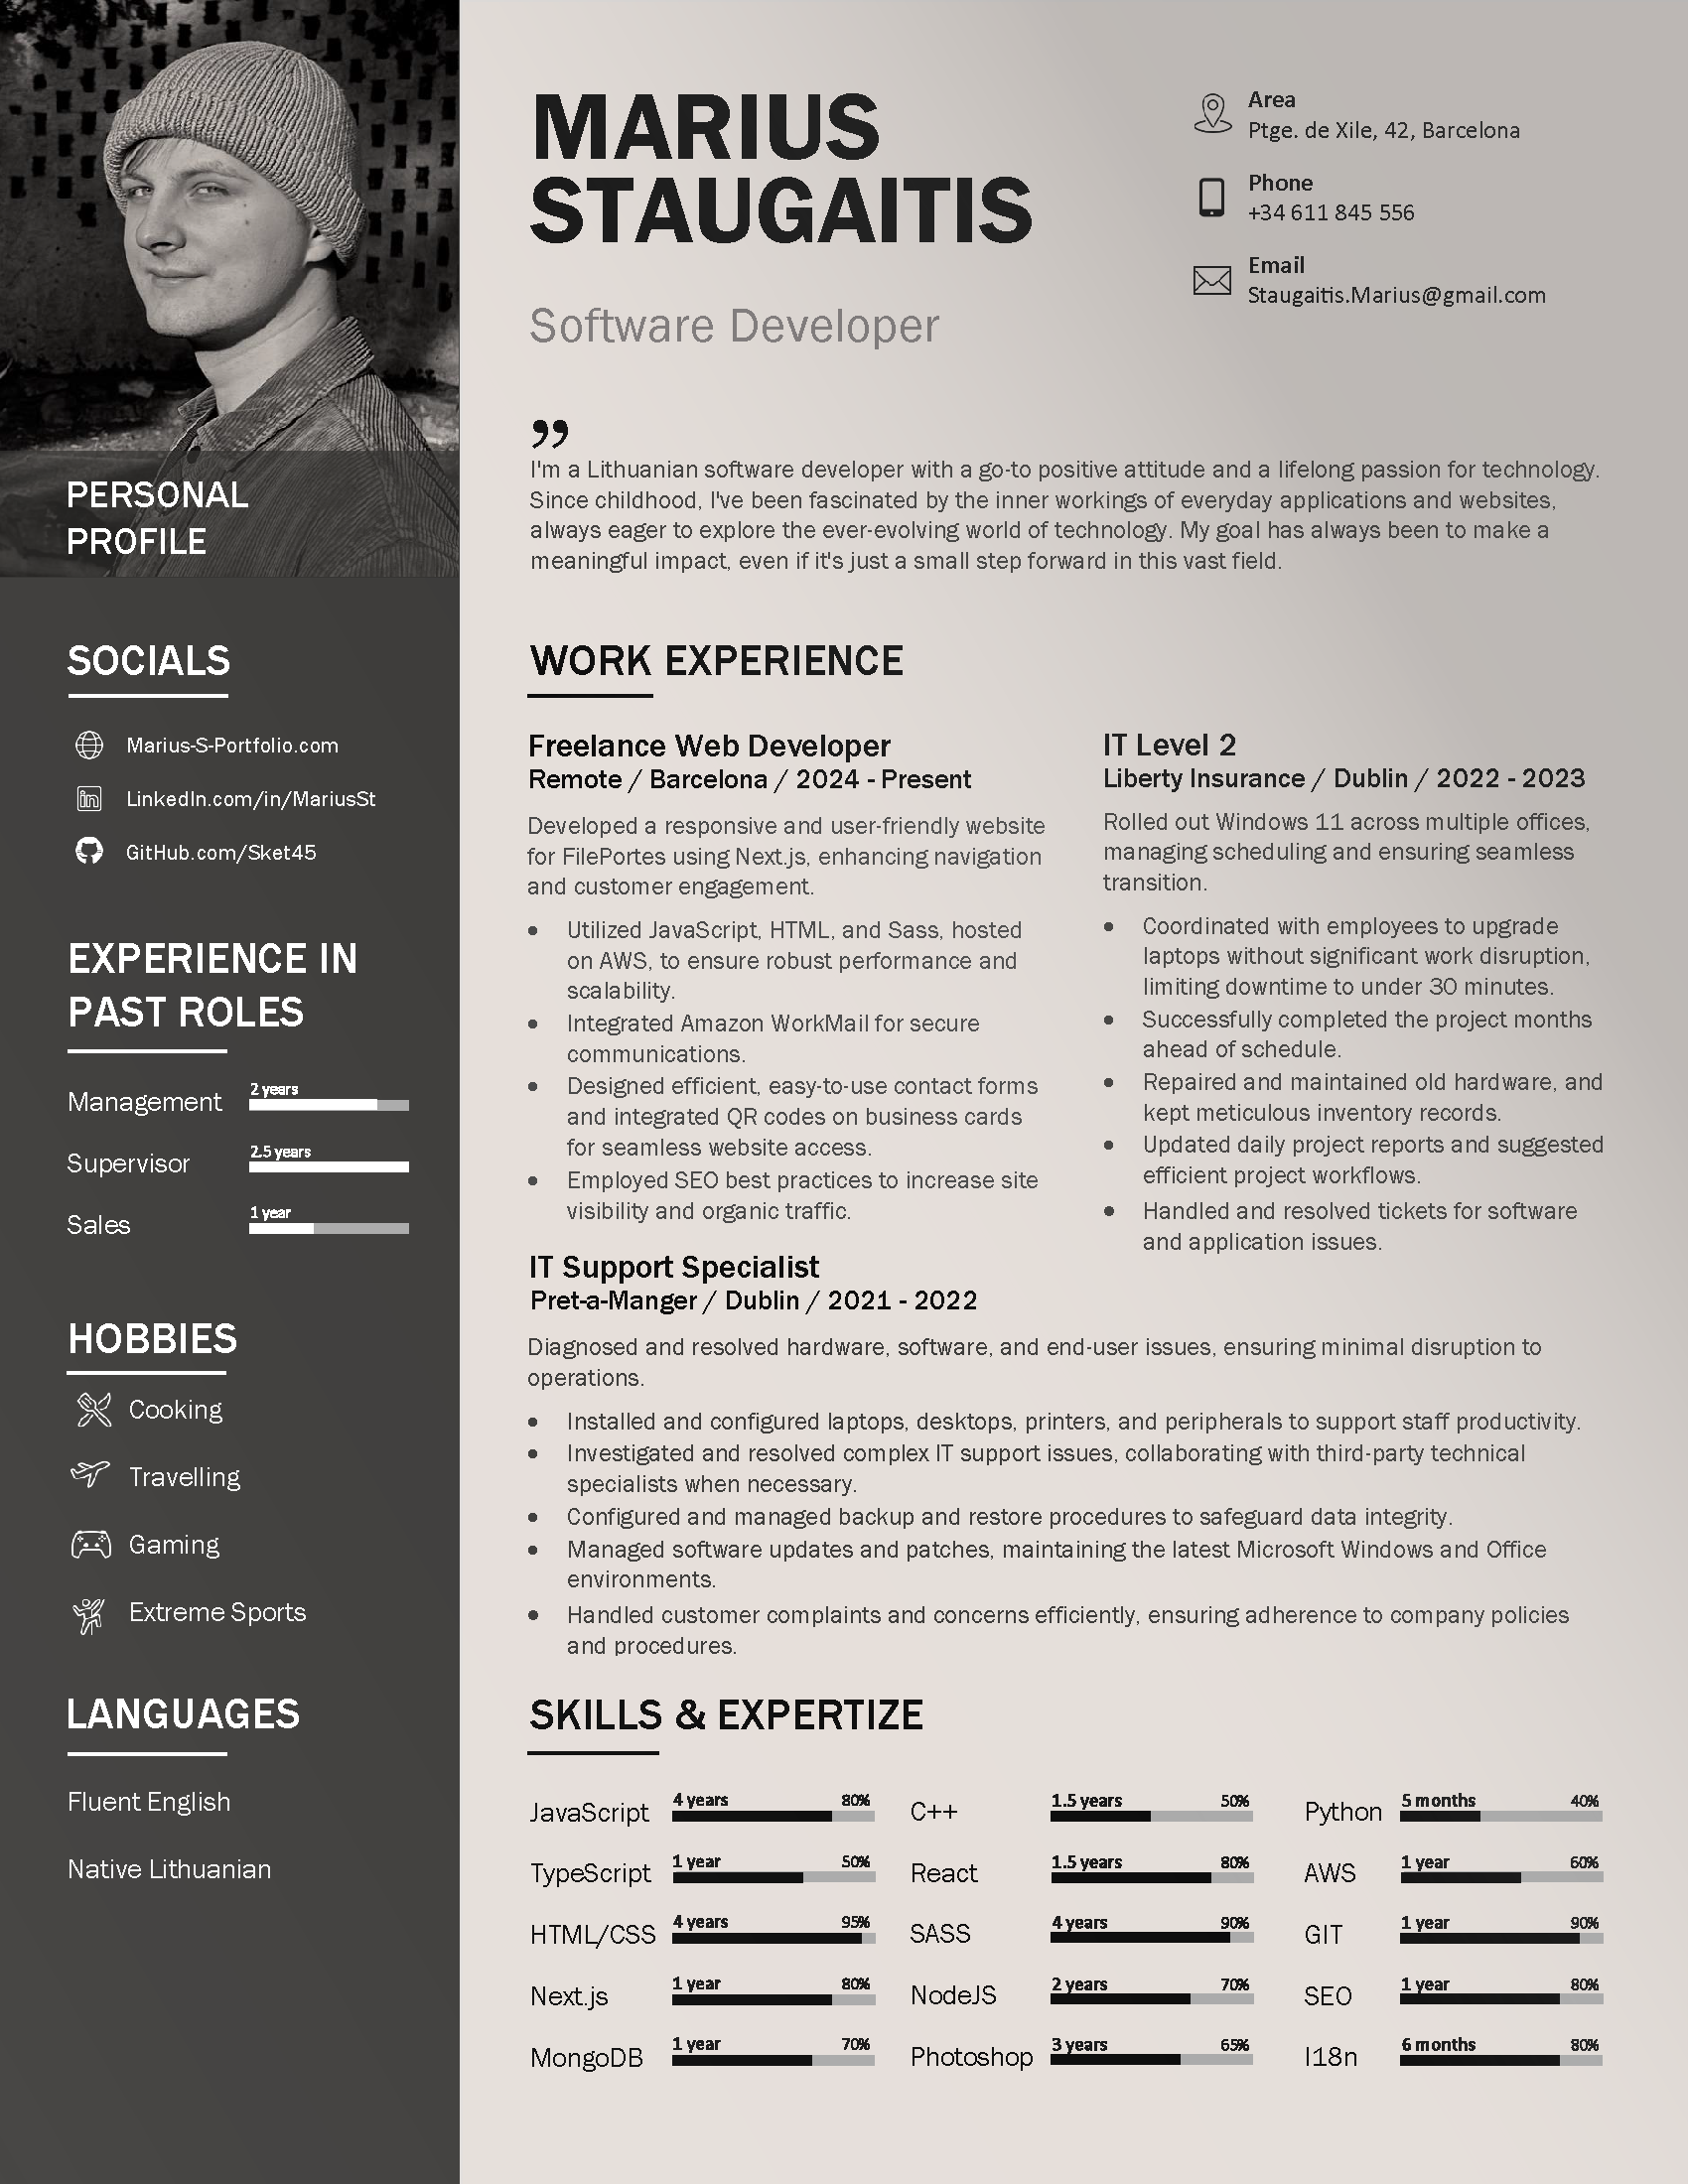 MARIUS
STAUGAITIS
Software Developer
Area
Ptge. de Xile, 42, Barcelona
Phone
+34 611 845 556
Email
Staugaitis.Marius@gmail.com
”
I'm a Lithuanian software developer with a go-to positive attitude and a lifelong passion for technology.
Since childhood, I've been fascinated by the inner workings of everyday applications and websites,
always eager to explore the ever-evolving world of technology. My goal has always been to make a
meaningful impact, even if it's just a small step forward in this vast field.
PERSONAL
PROFILE
SOCIALS
Marius-S-Portfolio.com
LinkedIn.com/in/MariusSt
GitHub.com/Sket45
EXPERIENCE IN
PAST ROLES
Management 2 years
Supervisor 2.5 years
Sales 1 year
HOBBIES
Cooking
Travelling
Gaming
Extreme Sports
LANGUAGES
Fluent English
Native Lithuanian
WORK EXPERIENCE
Freelance Web Developer
Remote / Barcelona / 2024 - Present
Developed a responsive and user-friendly website
for FilePortes using Next.js, enhancing navigation
and customer engagement.
• Utilized JavaScript, HTML, and Sass, hosted
on AWS, to ensure robust performance and
scalability.
• Integrated Amazon WorkMail for secure
communications.
• Designed efficient, easy-to-use contact forms
and integrated QR codes on business cards
for seamless website access.
• Employed SEO best practices to increase site
visibility and organic traffic.
IT Level 2
Liberty Insurance / Dublin / 2022 - 2023
Rolled out Windows 11 across multiple offices,
managing scheduling and ensuring seamless
transition.
• Coordinated with employees to upgrade
laptops without significant work disruption,
limiting downtime to under 30 minutes.
• Successfully completed the project months
ahead of schedule.
• Repaired and maintained old hardware, and
kept meticulous inventory records.
• Updated daily project reports and suggested
efficient project workflows.
• Handled and resolved tickets for software
and application issues.
IT Support Specialist
Pret-a-Manger / Dublin / 2021 - 2022
Diagnosed and resolved hardware, software, and end-user issues, ensuring minimal disruption to
operations.
• Installed and configured laptops, desktops, printers, and peripherals to support staff productivity.
• Investigated and resolved complex IT support issues, collaborating with third-party technical
specialists when necessary.
• Configured and managed backup and restore procedures to safeguard data integrity.
• Managed software updates and patches, maintaining the latest Microsoft Windows and Office
environments.
• Handled customer complaints and concerns efficiently, ensuring adherence to company policies
and procedures.
SKILLS & EXPERTIZE
JavaScript 4 years 80%
TypeScript 1 year 50%
HTML/CSS 4 years 95%
Next.js 1 year 80%
MongoDB 1 year 70%
C++ 1.5 years 50%
React 1.5 years 80%
SASS 4 years 90%
NodeJS 2 years 70%
Photoshop 3 years 65%
Python 5 months 40%
AWS 1 year 60%
GIT 1 year 90%
SEO 1 year 80%
I18n 6 months 80%